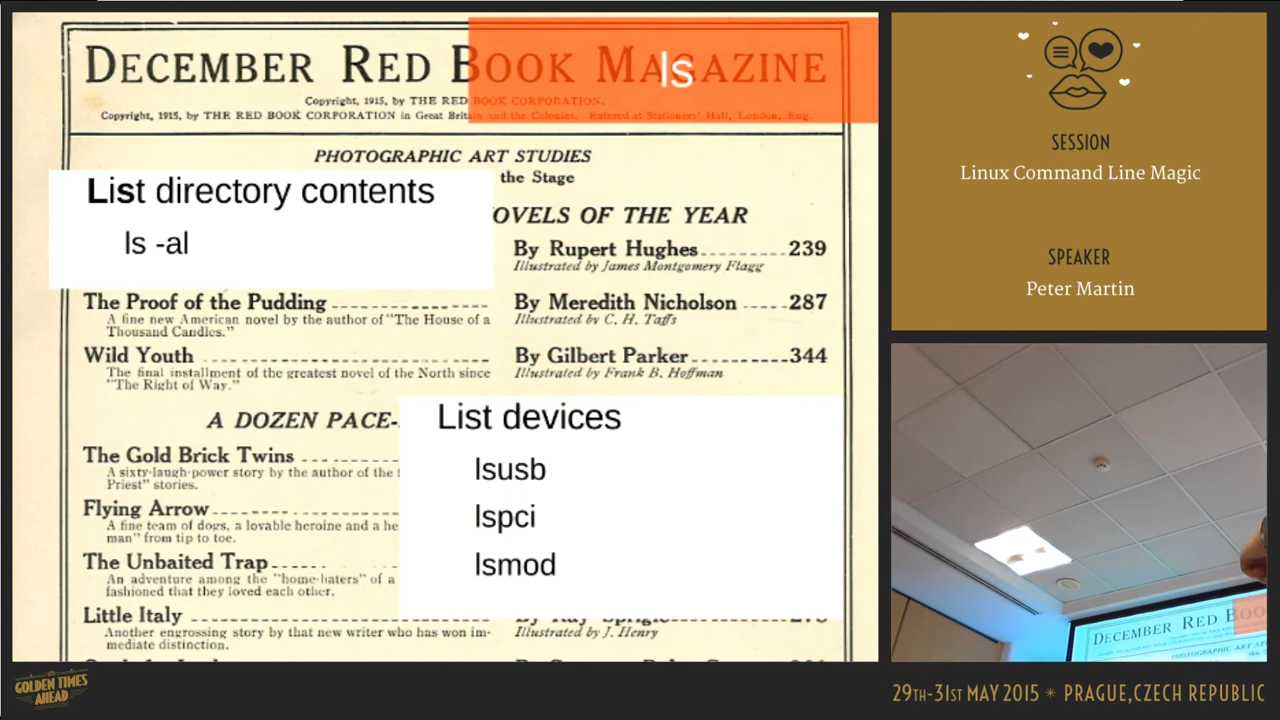 DECEMBER RED BOOK MAGAZINE
ls
Copyright, 1915, by THE RED BOOK CORPORATION.
Copyright, 1915, by THE RED BOOK CORPORATION in Great Britain and the Colonies. Entered at Stationers' Hall, London, Eng.
PHOTOGRAPHIC ART STUDIES
the Stage
List directory contents
ls -al
NOVELS OF THE YEAR
By Rupert Hughes 239
Illustrated by James Montgomery Flagg
The Proof of the Pudding By Meredith Nicholson 287
A fine new American novel by the author of "The House of a Illustrated by C. H. Taffs
Thousand Candles."
Wild Youth By Gilbert Parker 344
The final installment of the greatest novel of the North since Illustrated by Frank B. Hoffman
"The Right of Way."
A DOZEN PACE-
List devices
lsusb
lspci
lsmod
The Gold Brick Twins
A sixty-laugh-power story by the author of the
Priest" stories.
Flying Arrow
A fine team of dogs, a lovable heroine and a he
man" from tip to toe.
The Unbaited Trap
An adventure among the "home-haters" of a
fashioned that they loved each other.
Little Italy
Another engrossing story by that new writer who has won im- Illustrated by J. Henry
mediate distinction.
SESSION
Linux Command Line Magic
SPEAKER
Peter Martin
DECEMBER RED BOO
PHOTOGRAPHIC ART
GOLDEN TIMES
AHEAD
29TH-31ST MAY 2015 * PRAGUE, CZECH REPUBLIC